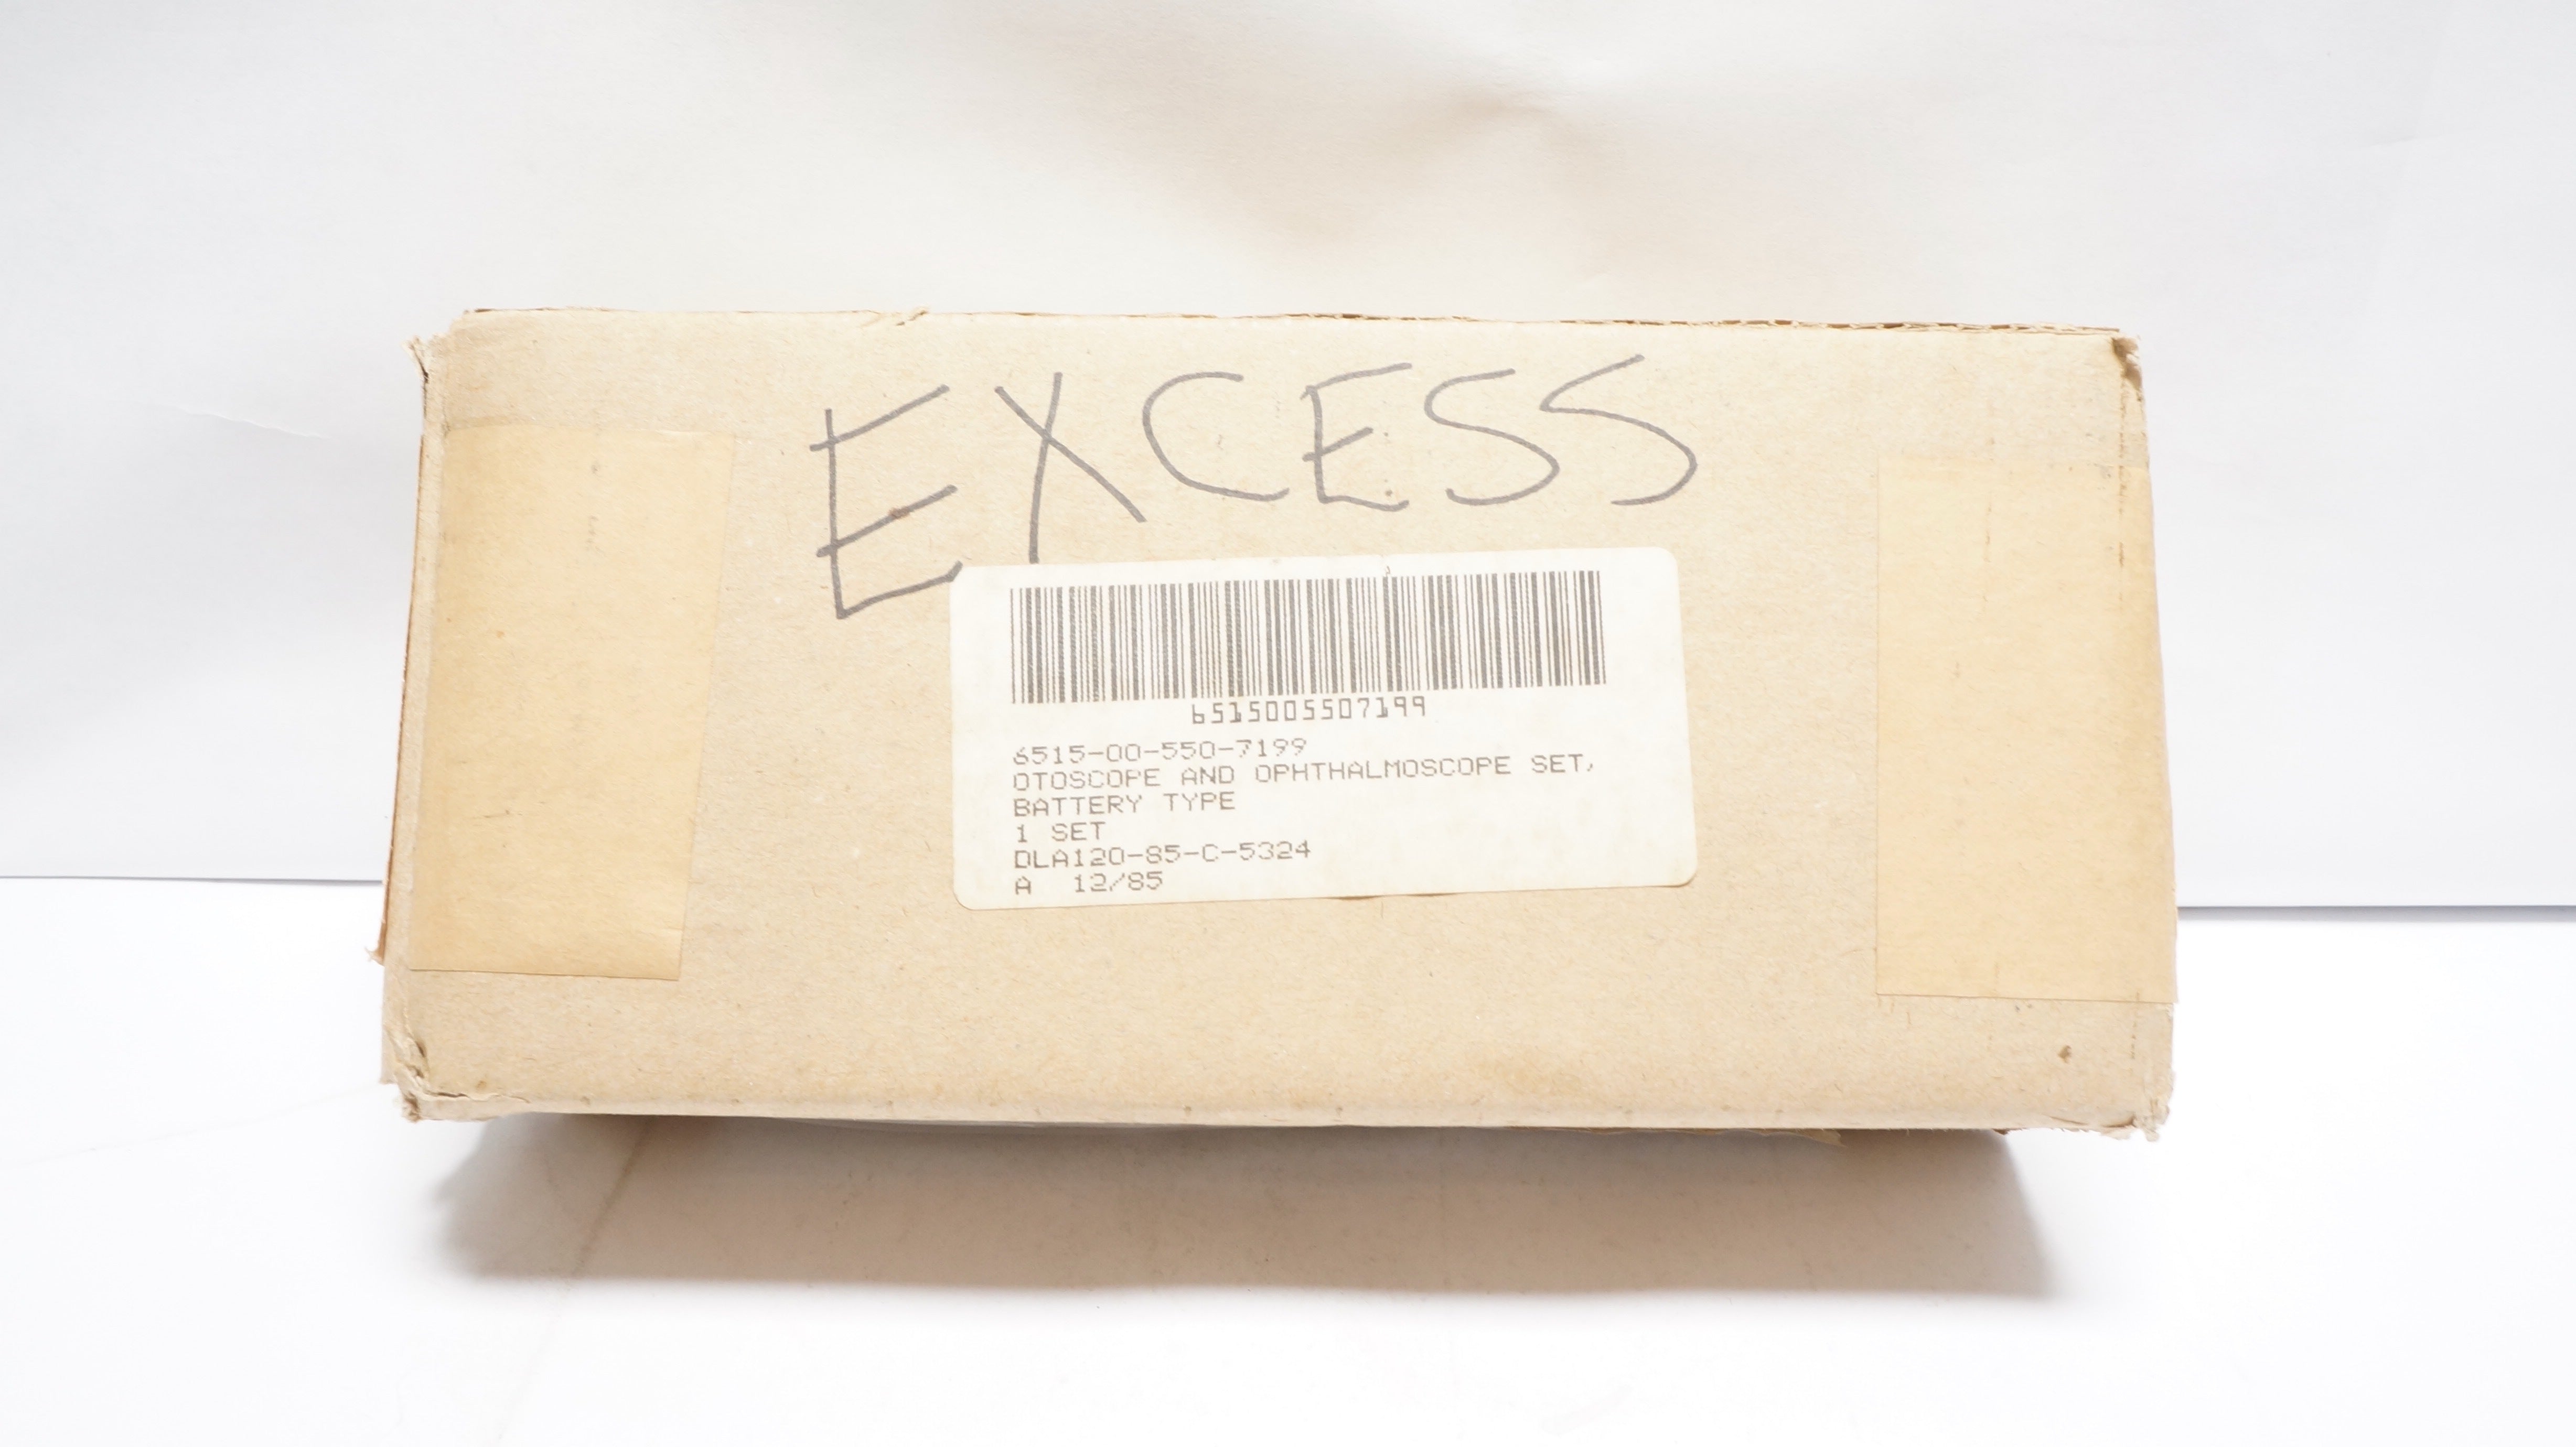 EXCESS
6515005507199
6515-00-550-7199
OTOSCOPE AND OPHTHALMOSCOPE SET,
BATTERY TYPE
1 SET
DLA120-85-C-5324
A 12/85